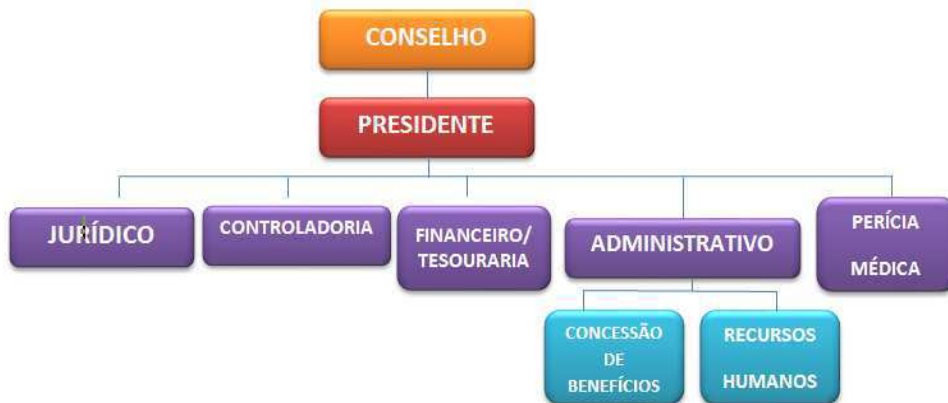 CONSELHO
PRESIDENTE
JURÍDICO
CONTROLADORIA
FINANCEIRO/
TESOURARIA
ADMINISTRATIVO
PERÍCIA
MÉDICA
CONCESSÃO
DE
BENEFÍCIOS
RECURSOS
HUMANOS